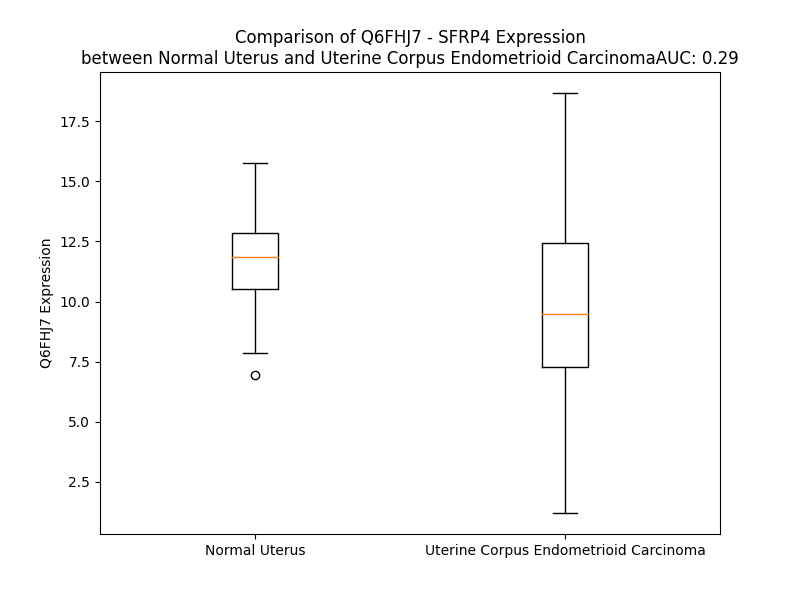 Comparison of Q6FHJ7 - SFRP4 Expression
between Normal Uterus and Uterine Corpus Endometrioid CarcinomaAUC: 0.29
17.5
15.0
12.5
10.0
7.5
5.0
2.5
Q6FHJ7 Expression
Normal Uterus
Uterine Corpus Endometrioid Carcinoma